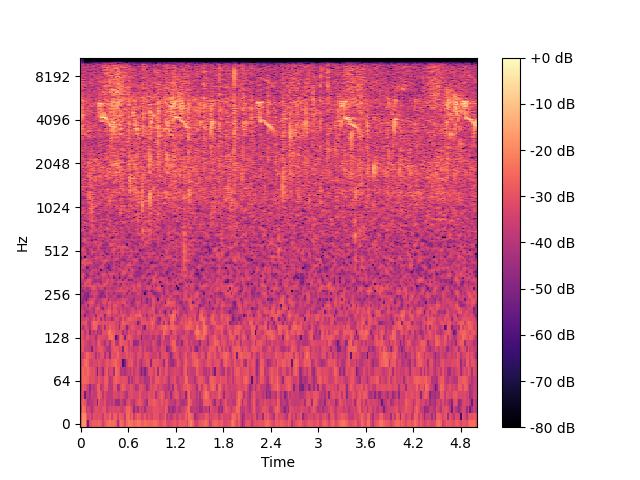 8192
4096
2048
1024
512
256
128
64
0
Hz
0 0.6 1.2 1.8 2.4 3 3.6 4.2 4.8
Time
+0 dB
-10 dB
-20 dB
-30 dB
-40 dB
-50 dB
-60 dB
-70 dB
-80 dB